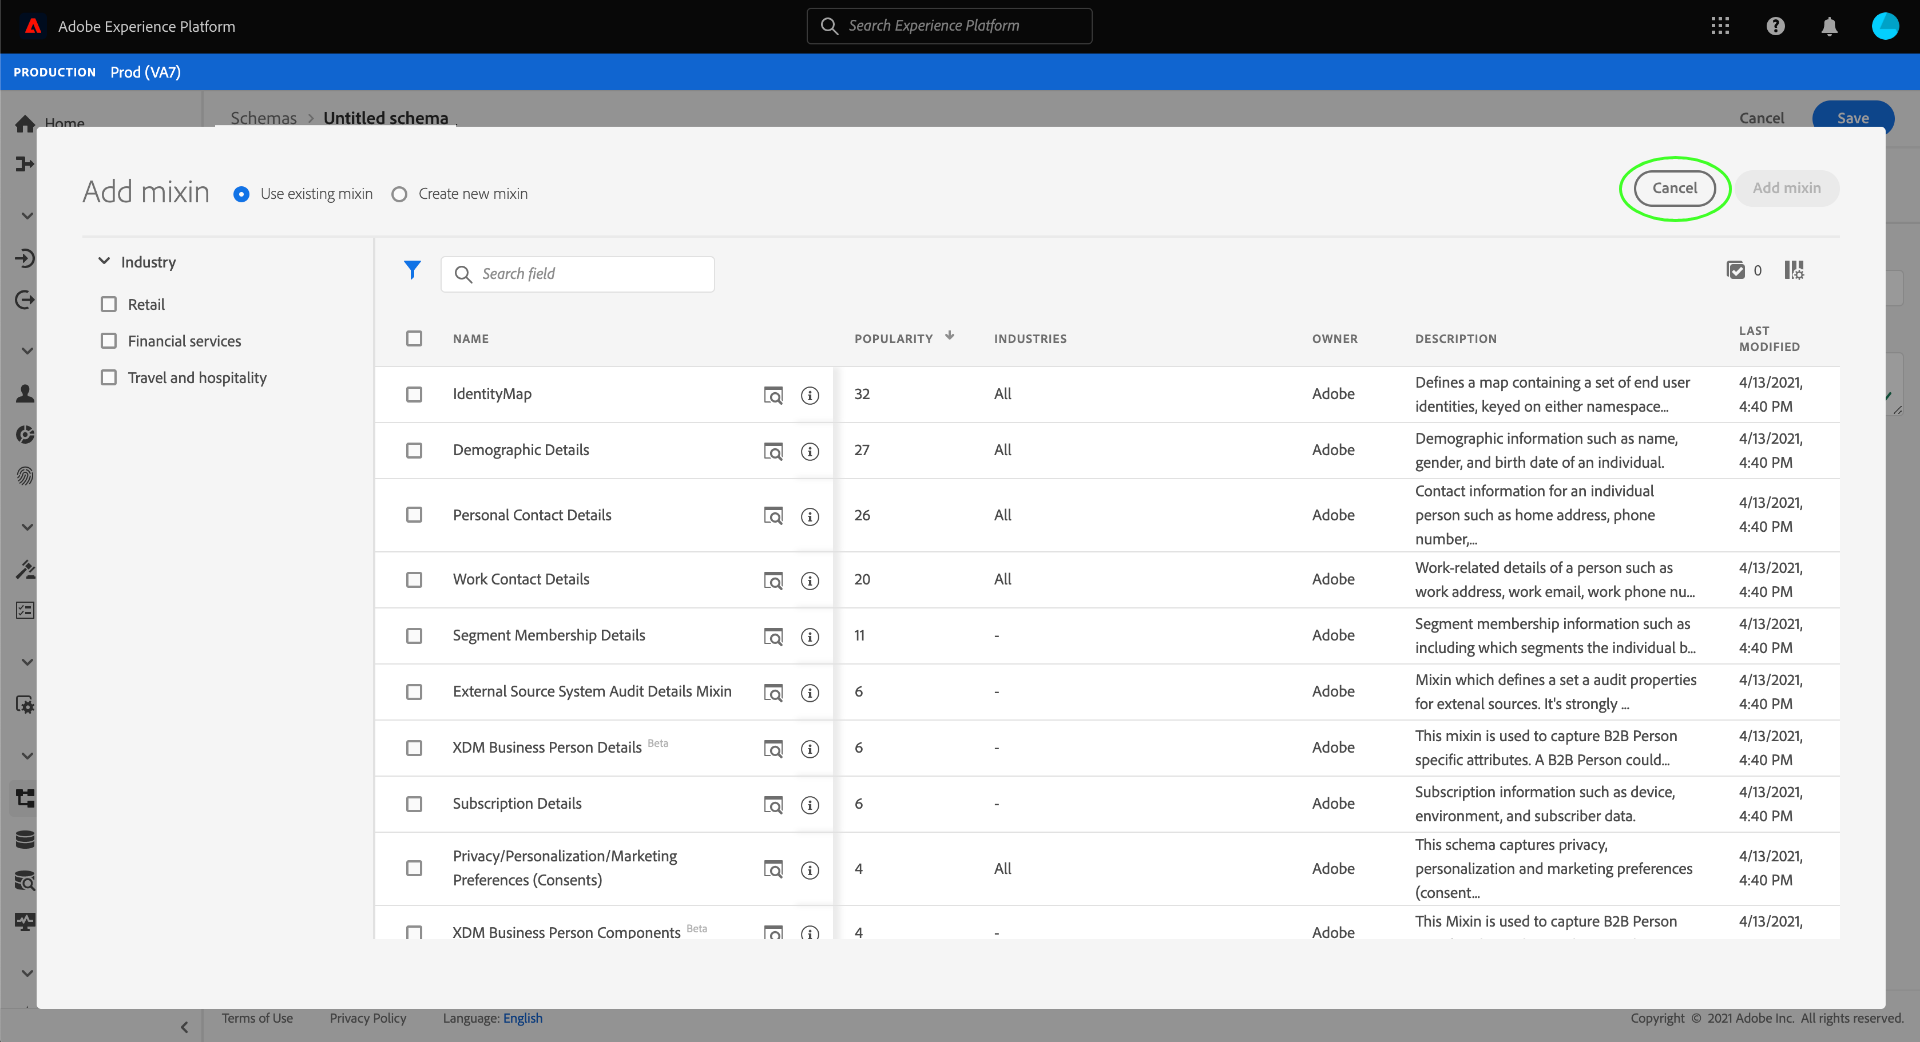 Adobe Experience Platform
Search Experience Platform
PRODUCTION Prod (VA7)
Home
Schemas > Untitled schema
Cancel
Save
Add mixin
Use existing mixin
Create new mixin
Cancel
Add mixin
Industry
Retail
Financial services
Travel and hospitality
Search field
0
NAME
POPULARITY
INDUSTRIES
OWNER
DESCRIPTION
LAST
MODIFIED
IdentityMap
32
All
Adobe
Defines a map containing a set of end user
identities, keyed on either namespace...
4/13/2021,
4:40 PM
Demographic Details
27
All
Adobe
Demographic information such as name,
gender, and birth date of an individual.
4/13/2021,
4:40 PM
Personal Contact Details
26
All
Adobe
Contact information for an individual
person such as home address, phone
number,...
4/13/2021,
4:40 PM
Work Contact Details
20
All
Adobe
Work-related details of a person such as
work address, work email, work phone nu...
4/13/2021,
4:40 PM
Segment Membership Details
11
-
Adobe
Segment membership information such as
including which segments the individual b...
4/13/2021,
4:40 PM
External Source System Audit Details Mixin
6
-
Adobe
Mixin which defines a set a audit properties
for extenal sources. It's strongly ...
4/13/2021,
4:40 PM
XDM Business Person Details Beta
6
-
Adobe
This mixin is used to capture B2B Person
specific attributes. A B2B Person could...
4/13/2021,
4:40 PM
Subscription Details
6
-
Adobe
Subscription information such as device,
environment, and subscriber data.
4/13/2021,
4:40 PM
Privacy/Personalization/Marketing
Preferences (Consents)
4
All
Adobe
This schema captures privacy,
personalization and marketing preferences
(consent...
4/13/2021,
4:40 PM
XDM Business Person Components Beta
4
-
Adobe
This Mixin is used to capture B2B Person
4/13/2021,
Terms of Use
Privacy Policy
Language: English
Copyright © 2021 Adobe Inc. All rights reserved.